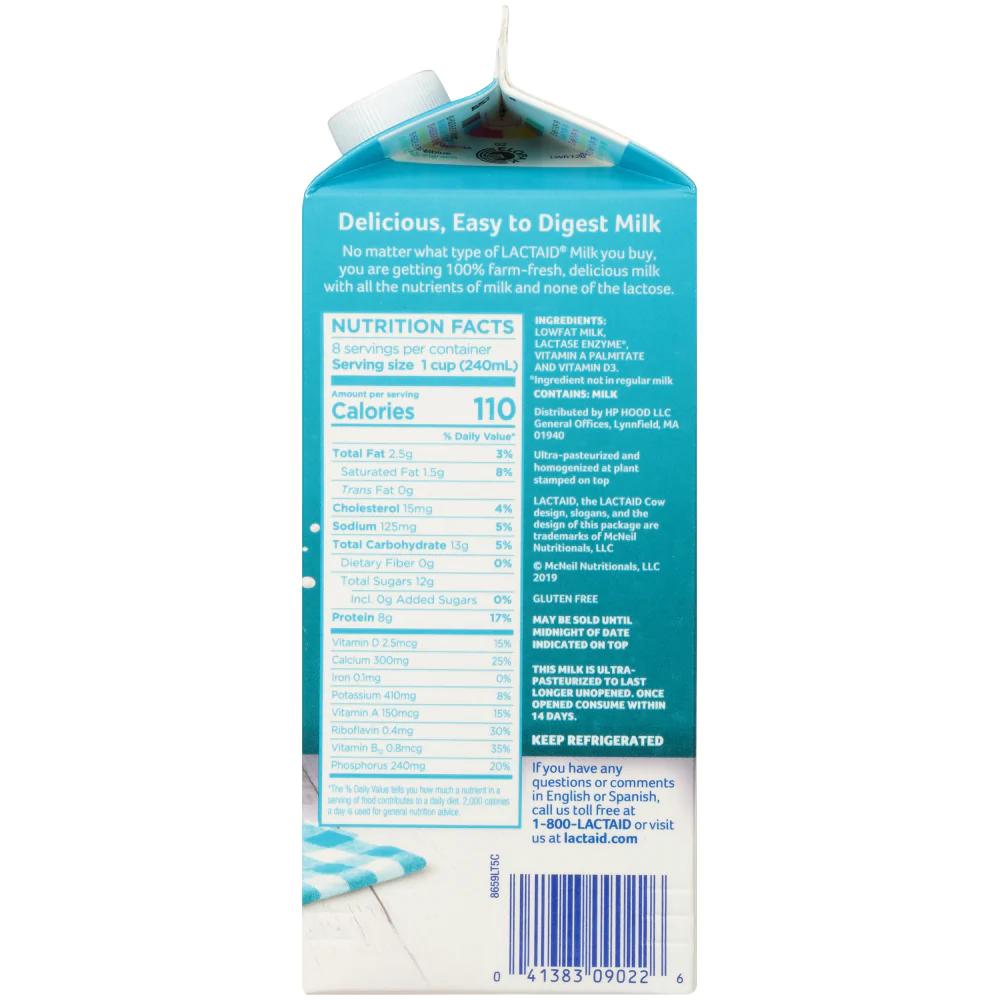 Delicious, Easy to Digest Milk
No matter what type of LACTAID® Milk you buy,
you are getting 100% farm-fresh, delicious milk
with all the nutrients of milk and none of the lactose.
NUTRITION FACTS
8 servings per container
Serving size 1 cup (240mL)
Amount per serving
Calories 110
% Daily Value*
Total Fat 2.5g 3%
Saturated Fat 1.5g 8%
Trans Fat 0g
Cholesterol 15mg 4%
Sodium 125mg 5%
Total Carbohydrate 13g 5%
Dietary Fiber 0g 0%
Total Sugars 12g
Incl. 0g Added Sugars 0%
Protein 8g 17%
Vitamin D 2.5mcg 15%
Calcium 300mg 25%
Iron 0.1mg 0%
Potassium 410mg 8%
Vitamin A 150mcg 15%
Riboflavin 0.4mg 30%
Vitamin B12 0.8mcg 35%
Phosphorus 240mg 20%
*The % Daily Value tells you how much a nutrient in a
serving of food contributes to a daily diet. 2,000 calories
a day is used for general nutrition advice.
INGREDIENTS:
LOWFAT MILK,
LACTASE ENZYME*,
VITAMIN A PALMITATE
AND VITAMIN D3.
*Ingredient not in regular milk
CONTAINS: MILK
Distributed by HP HOOD LLC
General Offices, Lynnfield, MA
01940
Ultra-pasteurized and
homogenized at plant
stamped on top
LACTAID, the LACTAID Cow
design, slogans, and the
design of this package are
trademarks of McNeil
Nutritionals, LLC
© McNeil Nutritionals, LLC
2019
GLUTEN FREE
MAY BE SOLD UNTIL
MIDNIGHT OF DATE
INDICATED ON TOP
THIS MILK IS ULTRA-
PASTEURIZED TO LAST
LONGER UNOPENED. ONCE
OPENED CONSUME WITHIN
14 DAYS.
KEEP REFRIGERATED
If you have any
questions or comments
in English or Spanish,
call us toll free at
1-800-LACTAID or visit
us at lactaid.com
8659LT5C
0 41383 09022 6